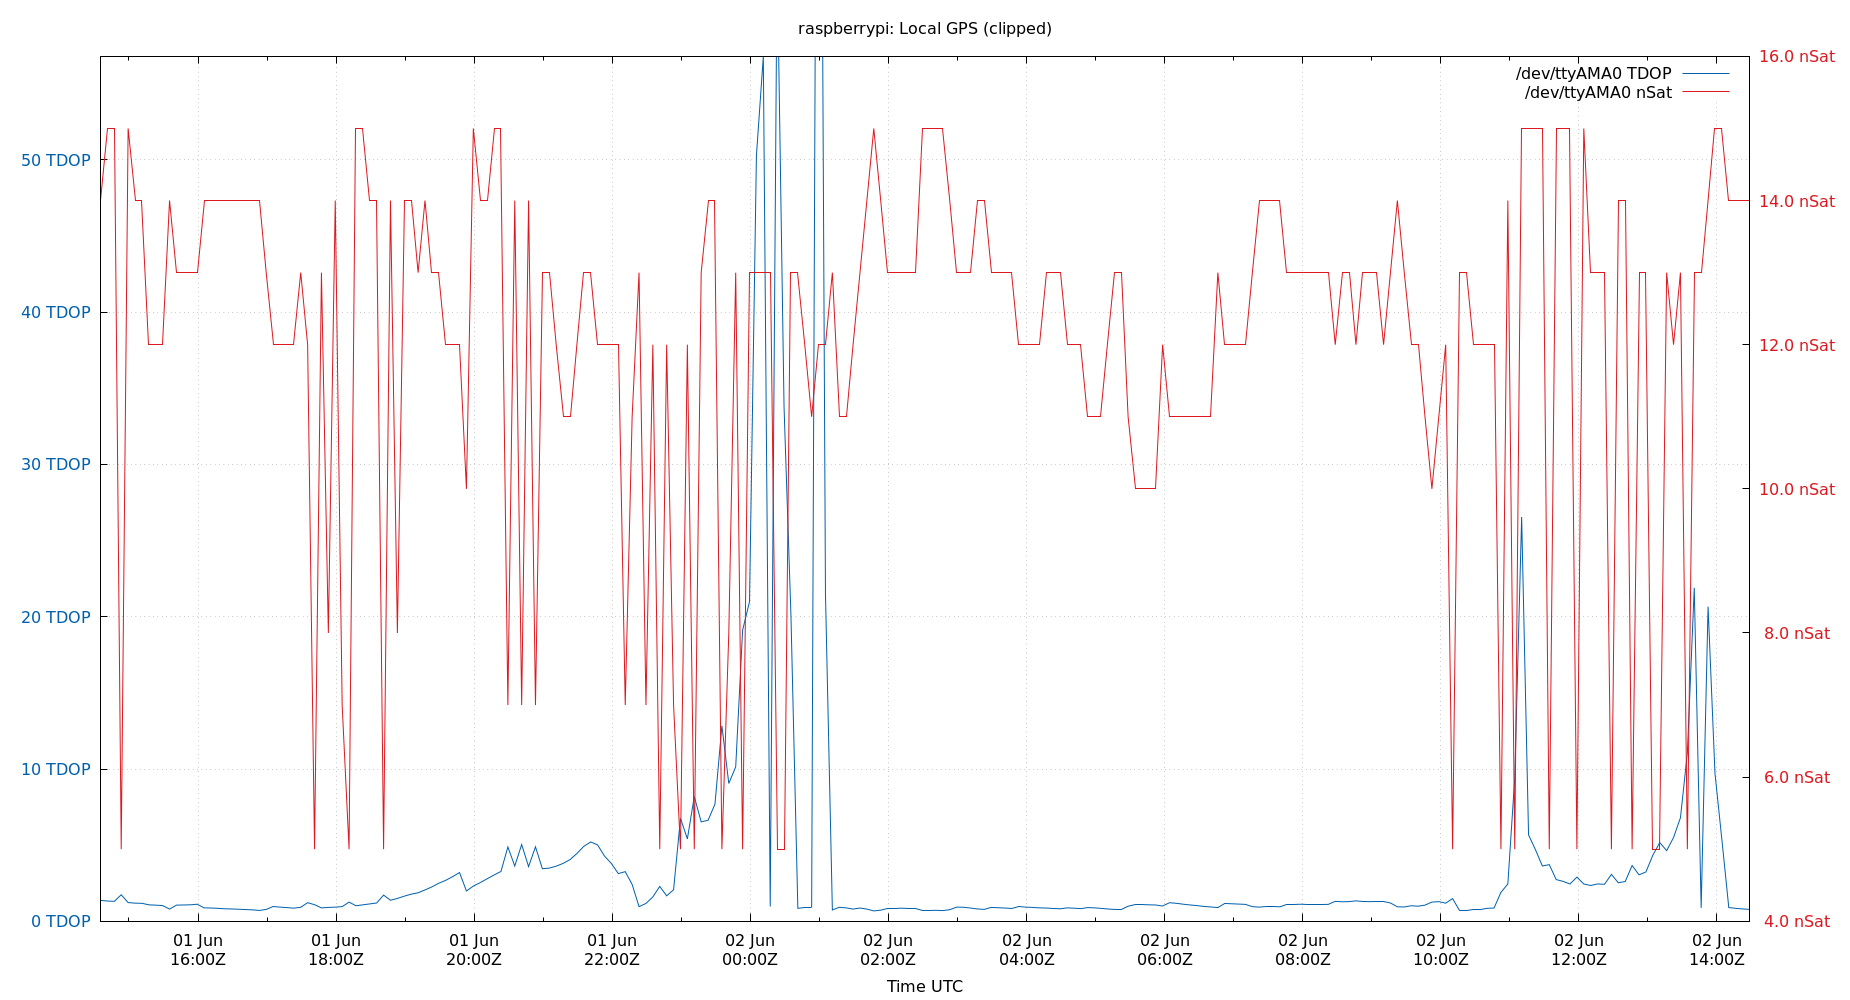 raspberrypi: Local GPS (clipped)
16.0 nSat
/dev/ttyAMA0 TDOP
/dev/ttyAMA0 nSat
50 TDOP
14.0 nSat
40 TDOP
12.0 nSat
30 TDOP
10.0 nSat
20 TDOP
8.0 nSat
10 TDOP
6.0 nSat
0 TDOP
4.0 nSat
01 Jun 01 Jun 01 Jun 01 Jun 02 Jun 02 Jun 02 Jun 02 Jun 02 Jun 02 Jun 02 Jun 02 Jun
16:00Z 18:00Z 20:00Z 22:00Z 00:00Z 02:00Z 04:00Z 06:00Z 08:00Z 10:00Z 12:00Z 14:00Z
Time UTC